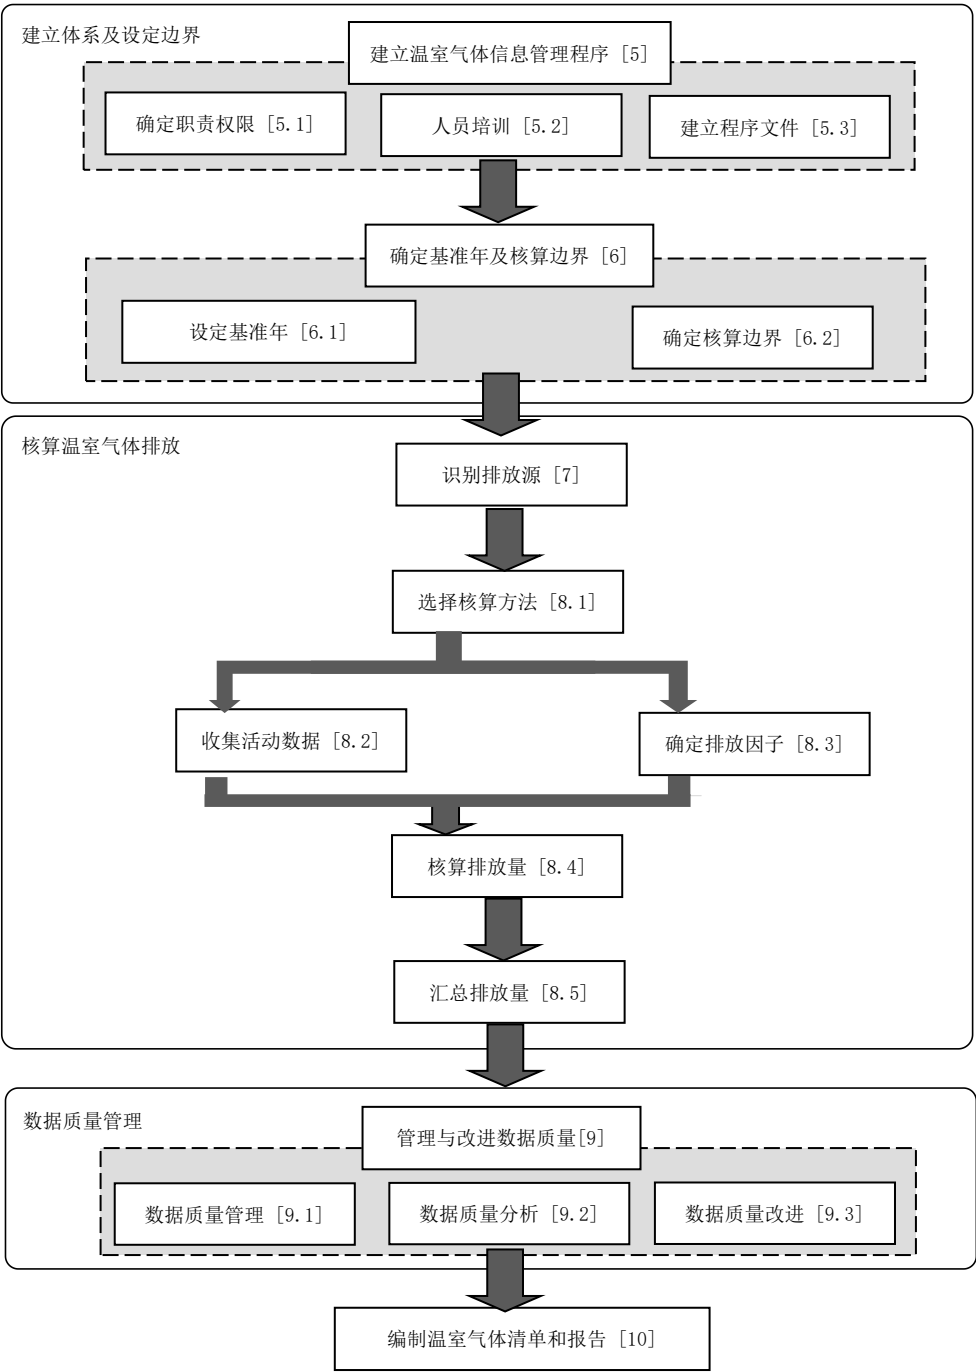 建立体系及设定边界
建立温室气体信息管理程序 [5]
确定职责权限 [5.1]
人员培训 [5.2]
建立程序文件 [5.3]
确定基准年及核算边界 [6]
设定基准年 [6.1]
确定核算边界 [6.2]
核算温室气体排放
识别排放源 [7]
选择核算方法 [8.1]
收集活动数据 [8.2]
确定排放因子 [8.3]
核算排放量 [8.4]
汇总排放量 [8.5]
数据质量管理
管理与改进数据质量[9]
数据质量管理 [9.1]
数据质量分析 [9.2]
数据质量改进 [9.3]
编制温室气体清单和报告 [10]